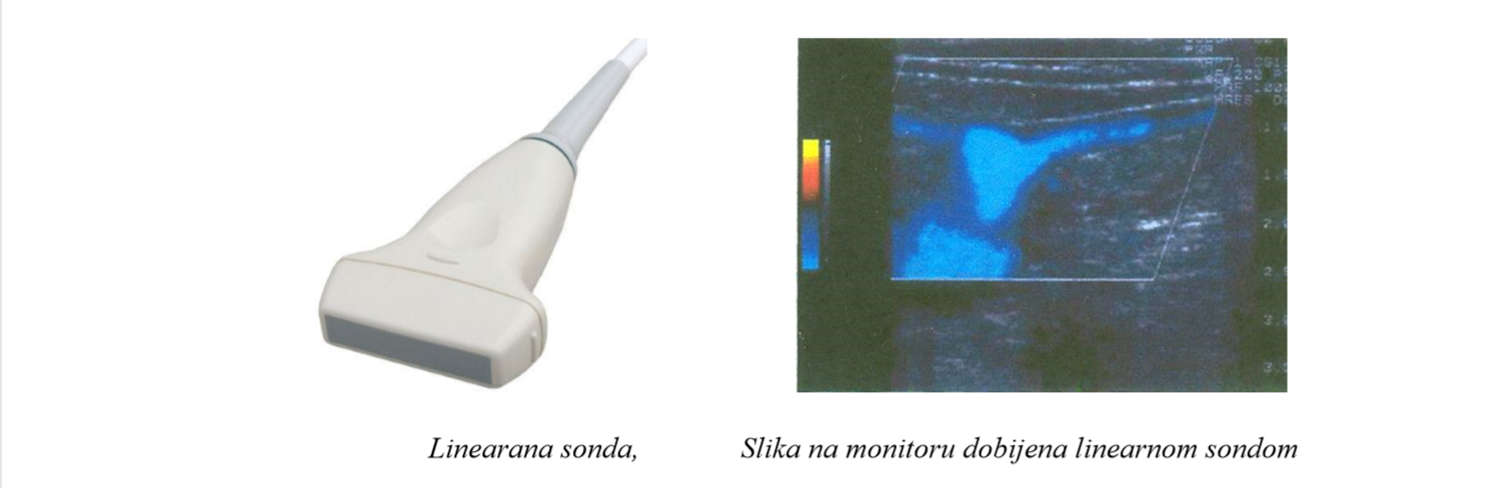 Linearana sonda,
Slika na monitoru dobijena linearnom sondom